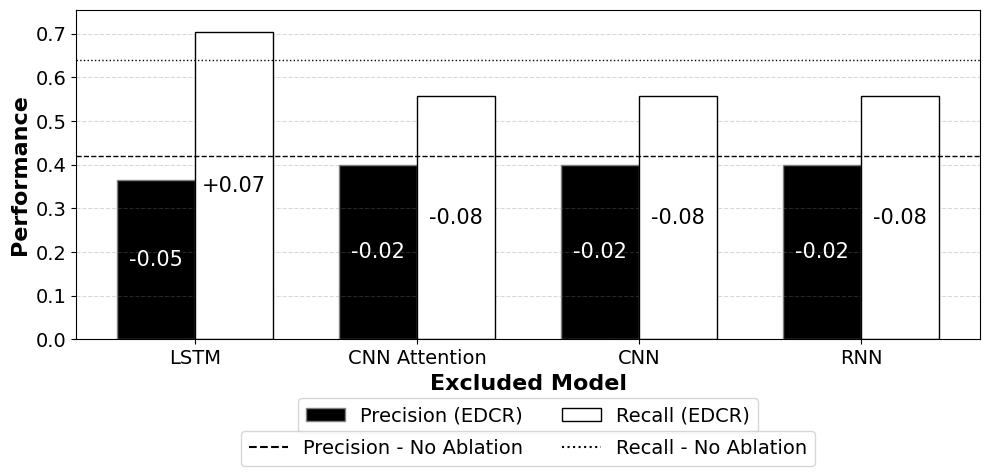 Performance
0.7
0.6
0.5
0.4
0.3
0.2
0.1
0.0
-0.05
+0.07
-0.02
-0.08
-0.02
-0.08
-0.02
-0.08
LSTM
CNN Attention
CNN
RNN
Excluded Model
Precision (EDCR)
Recall (EDCR)
Precision - No Ablation
Recall - No Ablation